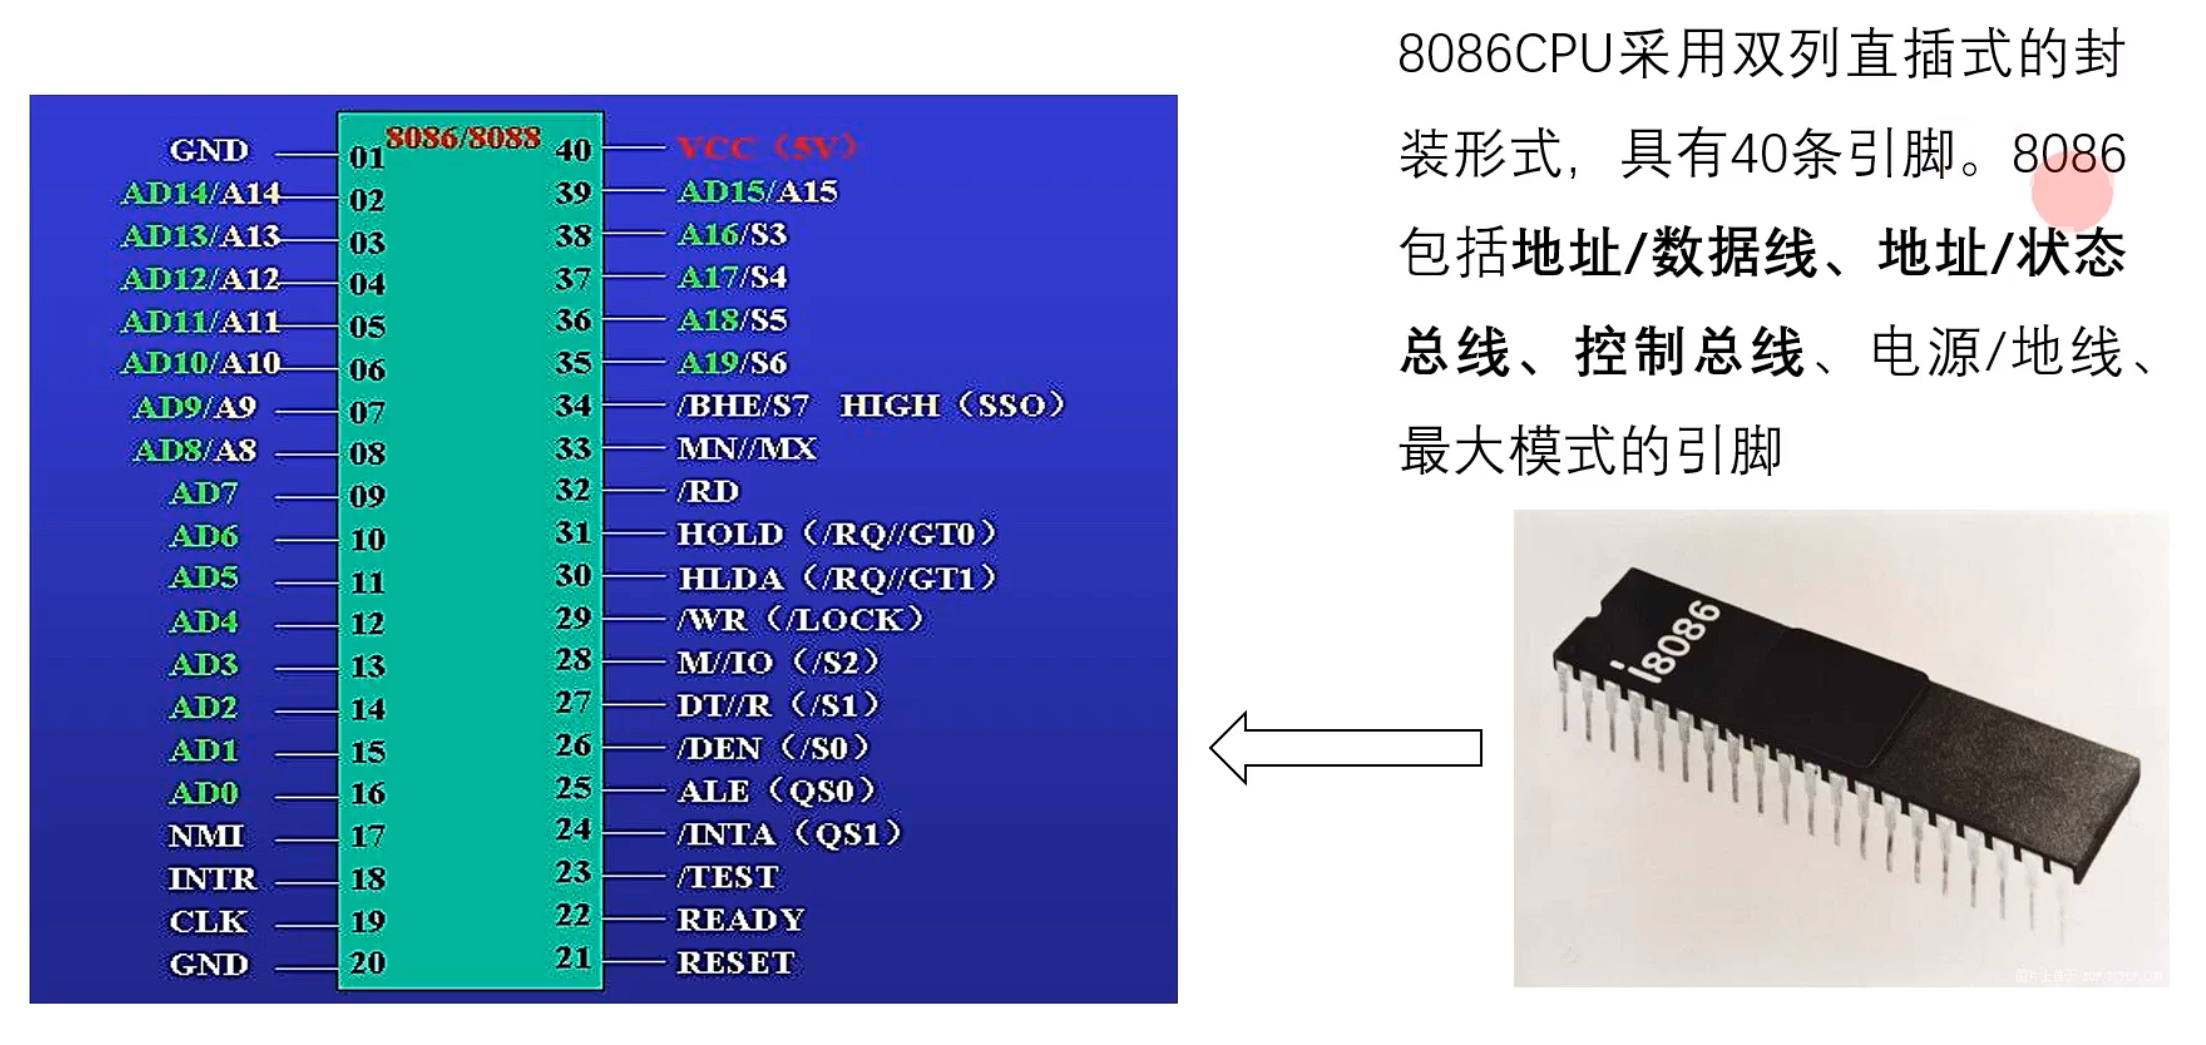 8086CPU采用双列直插式的封
装形式，具有40条引脚。8086
包括地址/数据线、地址/状态
总线、控制总线、电源/地线、
最大模式的引脚
8086/8088
GND 01 40 VCC（5V）
AD14/A14 02 39 AD15/A15
AD13/A13 03 38 A16/S3
AD12/A12 04 37 A17/S4
AD11/A11 05 36 A18/S5
AD10/A10 06 35 A19/S6
AD9/A9 07 34 /BHE/S7 HIGH（SSO）
AD8/A8 08 33 MN//MX
AD7 09 32 /RD
AD6 10 31 HOLD（/RQ//GT0）
AD5 11 30 HLDA（/RQ//GT1）
AD4 12 29 /WR（/LOCK）
AD3 13 28 M//IO（/S2）
AD2 14 27 DT//R（/S1）
AD1 15 26 /DEN（/S0）
AD0 16 25 ALE（QS0）
NMI 17 24 /INTA（QS1）
INTR 18 23 /TEST
CLK 19 22 READY
GND 20 21 RESET
i8086